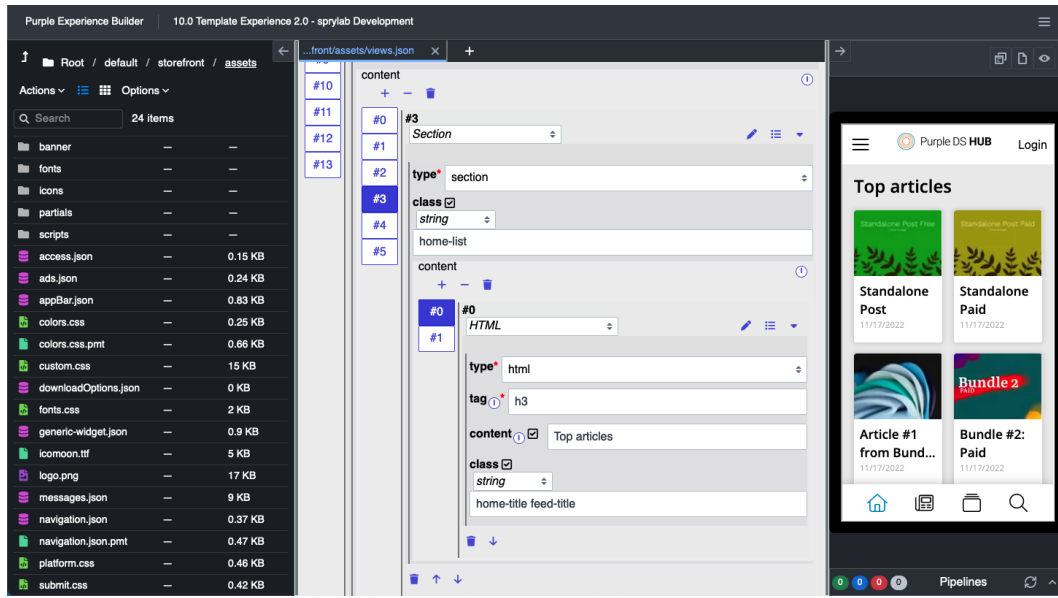 Purple Experience Builder
10.0 Template Experience 2.0 - sprylab Development
Root / default / storefront / assets
Actions
Options
Search
24 items
banner — —
fonts — —
icons — —
partials — —
scripts — —
access.json — 0.15 KB
ads.json — 0.24 KB
appBar.json — 0.83 KB
colors.css — 0.25 KB
colors.css.pmt — 0.66 KB
custom.css — 15 KB
downloadOptions.json — 0 KB
fonts.css — 2 KB
generic-widget.json — 0.9 KB
icomoon.ttf — 5 KB
logo.png — 17 KB
messages.json — 9 KB
navigation.json — 0.37 KB
navigation.json.pmt — 0.47 KB
platform.css — 0.46 KB
submit.css — 0.42 KB
...front/assets/views.json
#10
#11
#12
#13
content
#0
#1
#2
#3
#4
#5
#3
Section
type* section
class
string
home-list
content
#0
#1
#0
HTML
type* html
tag * h3
content Top articles
class
string
home-title feed-title
Purple DS HUB
Login
Top articles
Standalone Post Free
Standalone Post Paid
Standalone
Post
11/17/2022
Standalone
Paid
11/17/2022
Bundle 2
PAID
Article #1
from Bund...
11/17/2022
Bundle #2:
Paid
11/17/2022
0 0 0 0
Pipelines